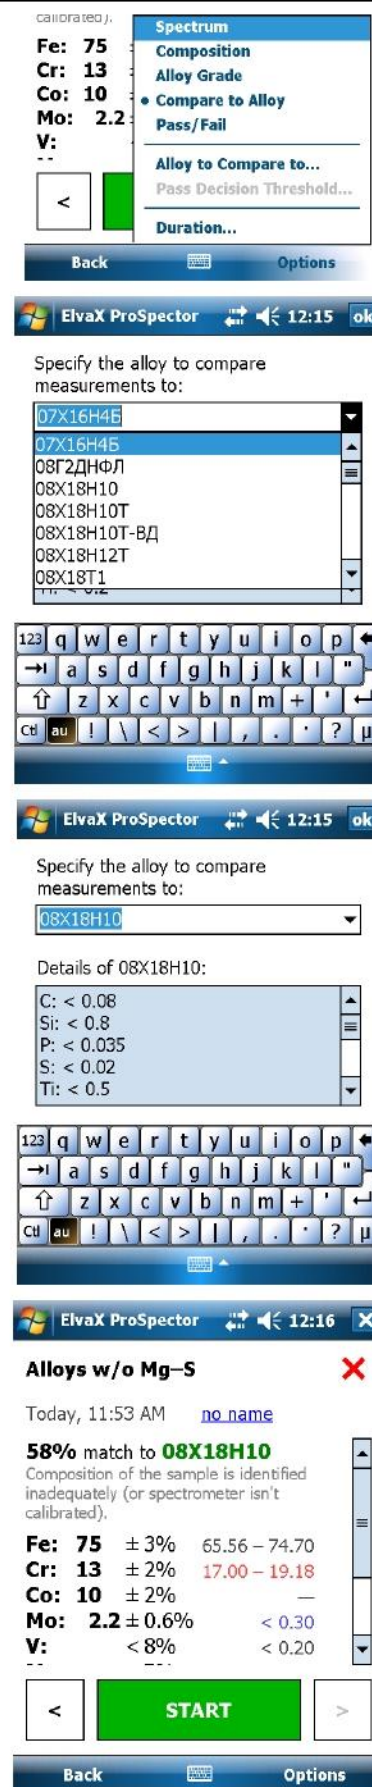 calibrated).
Fe: 75
Cr: 13
Co: 10
Mo: 2.2
V:
<
Spectrum
Composition
Alloy Grade
• Compare to Alloy
Pass/Fail
Alloy to Compare to...
Pass Decision Threshold...
Duration...
Back
Options
ElvaX ProSpector 12:15 ok
Specify the alloy to compare
measurements to:
07Х16Н4Б
07Х16Н4Б
08Г2ДНФЛ
08Х18Н10
08Х18Н10Т
08Х18Н10Т-ВД
08Х18Н12Т
08Х18Т1
123 q w e r t y u i o p
a s d f g h j k l "
z x c v b n m + '
Ctl au ! \ < > | , . · ? µ
ElvaX ProSpector 12:15 ok
Specify the alloy to compare
measurements to:
08Х18Н10
Details of 08Х18Н10:
C: < 0.08
Si: < 0.8
P: < 0.035
S: < 0.02
Ti: < 0.5
123 q w e r t y u i o p
a s d f g h j k l "
z x c v b n m + '
Ctl au ! \ < > | , . · ? µ
ElvaX ProSpector 12:16 X
Alloys w/o Mg–S
Today, 11:53 AM no name
58% match to 08Х18Н10
Composition of the sample is identified
inadequately (or spectrometer isn't
calibrated).
Fe: 75 ± 3% 65.56 – 74.70
Cr: 13 ± 2% 17.00 – 19.18
Co: 10 ± 2% —
Mo: 2.2 ± 0.6% < 0.30
V: < 8% < 0.20
< START >
Back Options